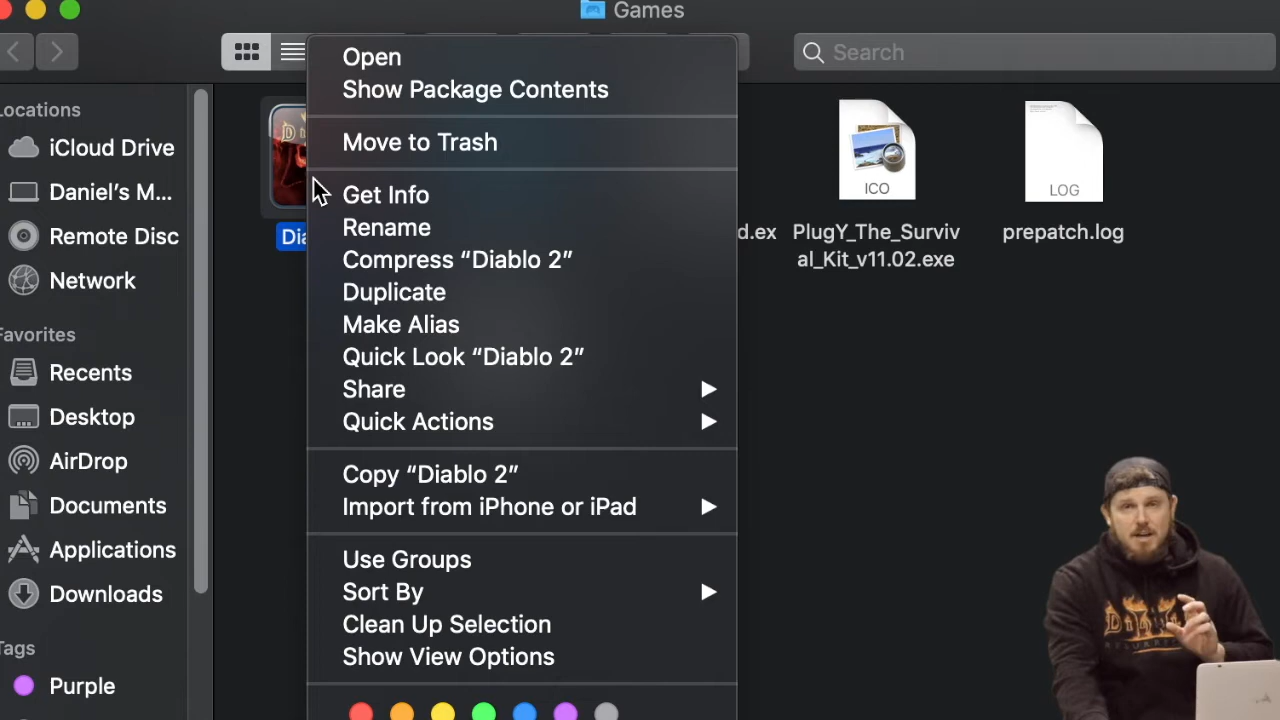 Games
Search
Open
Show Package Contents
Move to Trash
Get Info
Rename
Compress “Diablo 2”
Duplicate
Make Alias
Quick Look “Diablo 2”
Share
Quick Actions
Copy “Diablo 2”
Import from iPhone or iPad
Use Groups
Sort By
Clean Up Selection
Show View Options
Locations
iCloud Drive
Daniel’s M...
Remote Disc
Network
Favorites
Recents
Desktop
AirDrop
Documents
Applications
Downloads
Tags
Purple
Dia
d.ex
ICO
PlugY_The_Surviv
al_Kit_v11.02.exe
LOG
prepatch.log